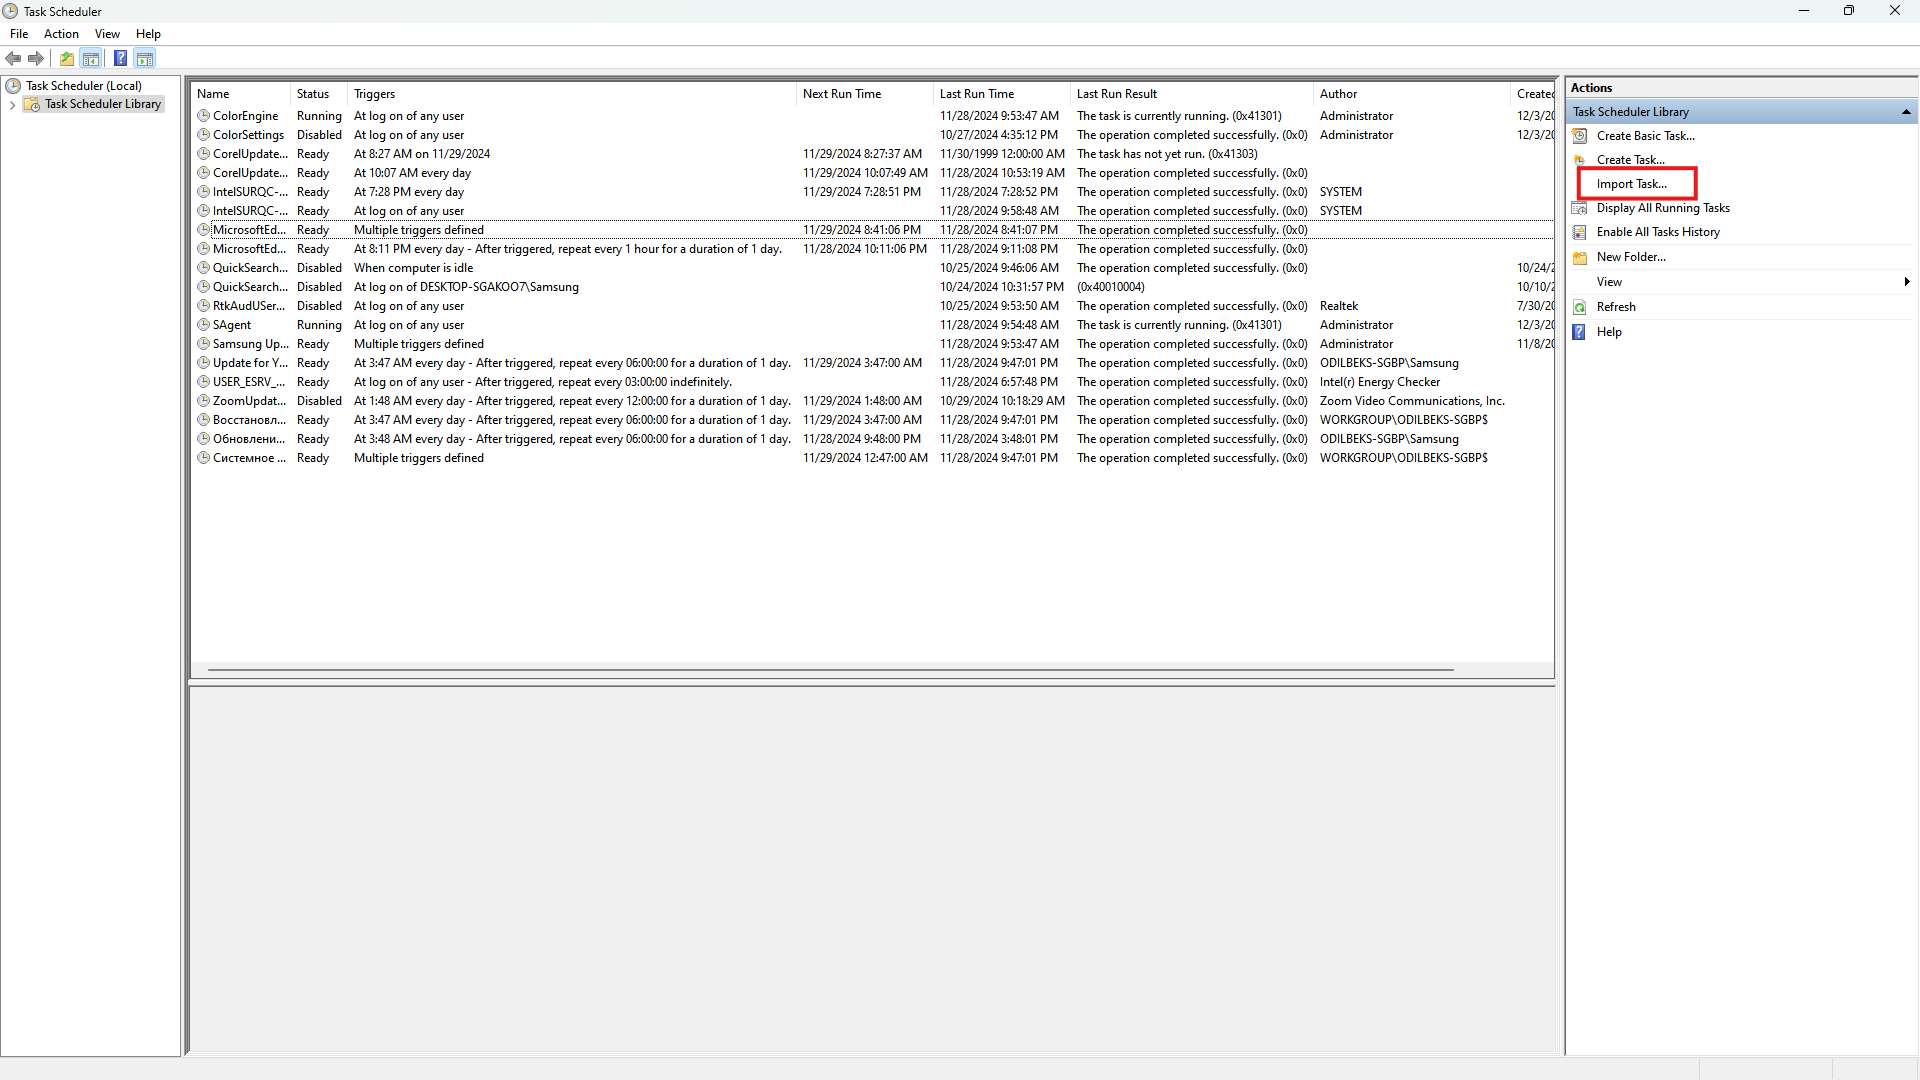 Task Scheduler
File Action View Help
Task Scheduler (Local)
Task Scheduler Library
Name Status Triggers Next Run Time Last Run Time Last Run Result Author Created
ColorEngine Running At log on of any user 11/28/2024 9:53:47 AM The task is currently running. (0x41301) Administrator 12/3/20
ColorSettings Disabled At log on of any user 10/27/2024 4:35:12 PM The operation completed successfully. (0x0) Administrator 12/3/20
CorelUpdate... Ready At 8:27 AM on 11/29/2024 11/29/2024 8:27:37 AM 11/30/1999 12:00:00 AM The task has not yet run. (0x41303)
CorelUpdate... Ready At 10:07 AM every day 11/29/2024 10:07:49 AM 11/28/2024 10:53:19 AM The operation completed successfully. (0x0)
IntelSURQC-... Ready At 7:28 PM every day 11/29/2024 7:28:51 PM 11/28/2024 7:28:52 PM The operation completed successfully. (0x0) SYSTEM
IntelSURQC-... Ready At log on of any user 11/28/2024 9:58:48 AM The operation completed successfully. (0x0) SYSTEM
MicrosoftEd... Ready Multiple triggers defined 11/29/2024 8:41:06 PM 11/28/2024 8:41:07 PM The operation completed successfully. (0x0)
MicrosoftEd... Ready At 8:11 PM every day - After triggered, repeat every 1 hour for a duration of 1 day. 11/28/2024 10:11:06 PM 11/28/2024 9:11:08 PM The operation completed successfully. (0x0)
QuickSearch... Disabled When computer is idle 10/25/2024 9:46:06 AM The operation completed successfully. (0x0) 10/24/2
QuickSearch... Disabled At log on of DESKTOP-SGAKOO7\Samsung 10/24/2024 10:31:57 PM (0x40010004) 10/10/2
RtkAudUSer... Disabled At log on of any user 10/25/2024 9:53:50 AM The operation completed successfully. (0x0) Realtek 7/30/20
SAgent Running At log on of any user 11/28/2024 9:54:48 AM The task is currently running. (0x41301) Administrator 12/3/20
Samsung Up... Ready Multiple triggers defined 11/28/2024 9:53:47 AM The operation completed successfully. (0x0) Administrator 11/8/20
Update for Y... Ready At 3:47 AM every day - After triggered, repeat every 06:00:00 for a duration of 1 day. 11/29/2024 3:47:00 AM 11/28/2024 9:47:01 PM The operation completed successfully. (0x0) ODILBEKS-SGBP\Samsung
USER_ESRV_... Ready At log on of any user - After triggered, repeat every 03:00:00 indefinitely. 11/28/2024 6:57:48 PM The operation completed successfully. (0x0) Intel(r) Energy Checker
ZoomUpdat... Disabled At 1:48 AM every day - After triggered, repeat every 12:00:00 for a duration of 1 day. 11/29/2024 1:48:00 AM 10/29/2024 10:18:29 AM The operation completed successfully. (0x0) Zoom Video Communications, Inc.
Восстановл... Ready At 3:47 AM every day - After triggered, repeat every 06:00:00 for a duration of 1 day. 11/29/2024 3:47:00 AM 11/28/2024 9:47:01 PM The operation completed successfully. (0x0) WORKGROUP\ODILBEKS-SGBP$
Обновлени... Ready At 3:48 AM every day - After triggered, repeat every 06:00:00 for a duration of 1 day. 11/28/2024 9:48:00 PM 11/28/2024 3:48:01 PM The operation completed successfully. (0x0) ODILBEKS-SGBP\Samsung
Системное ... Ready Multiple triggers defined 11/29/2024 12:47:00 AM 11/28/2024 9:47:01 PM The operation completed successfully. (0x0) WORKGROUP\ODILBEKS-SGBP$
Actions
Task Scheduler Library
Create Basic Task...
Create Task...
Import Task...
Display All Running Tasks
Enable All Tasks History
New Folder...
View
Refresh
Help